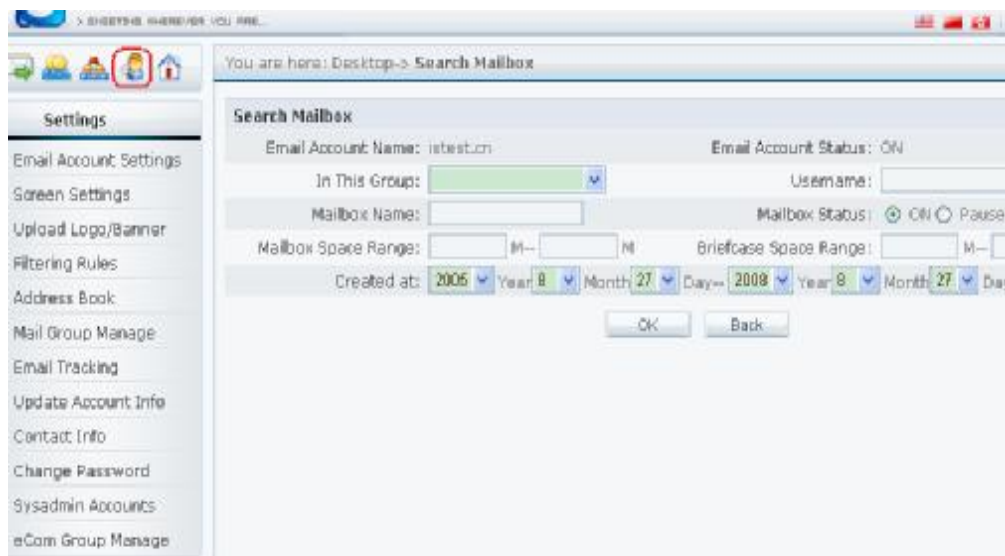 YOU ARE...
You are here: Desktop-> Search Mailbox
Settings
Email Account Settings
Screen Settings
Upload Logo/Banner
Filtering Rules
Address Book
Mail Group Manage
Email Tracking
Update Account Info
Contact Info
Change Password
Sysadmin Accounts
eCom Group Manage
Search Mailbox
Email Account Name: istest.cn Email Account Status: ON
In This Group: Username:
Mailbox Name: Mailbox Status: ON Pause
Mailbox Space Range: M-- M Briefcase Space Range: M--
Created at: Year 8 Month 27 Day-- 2008 Year 8 Month 27 Day
OK Back